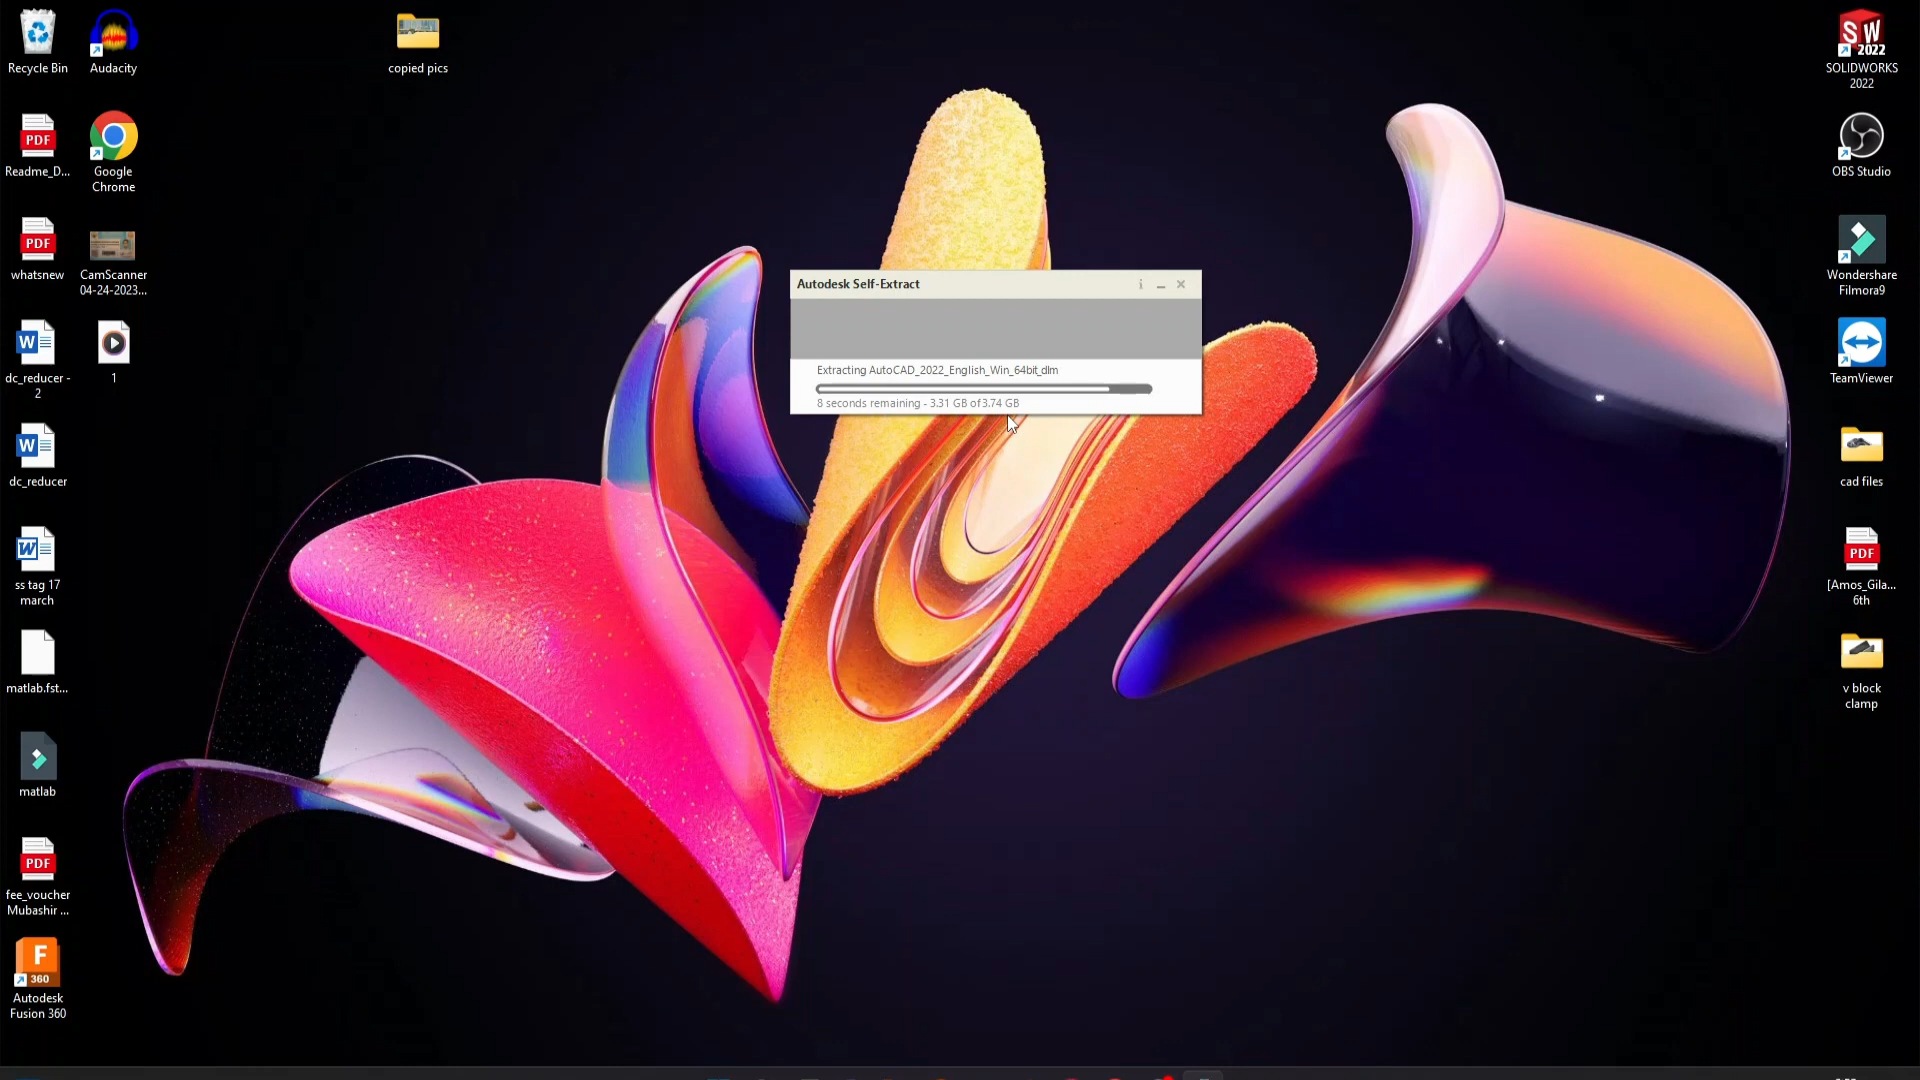 Recycle Bin
Audacity
copied pics
SW
2022
SOLIDWORKS
2022
PDF
Readme_D...
Google
Chrome
OBS Studio
PDF
whatsnew
CamScanner
04-24-2023...
Wondershare
Filmora9
Autodesk Self-Extract
Extracting AutoCAD_2022_English_Win_64bit_dlm
8 seconds remaining - 3.31 GB of 3.74 GB
W
dc_reducer -
2
1
TeamViewer
W
dc_reducer
cad files
W
ss tag 17
march
PDF
[Amos_Gila...
6th
matlab.fst...
v block
clamp
matlab
PDF
fee_voucher
Mubashir ...
F
360
Autodesk
Fusion 360